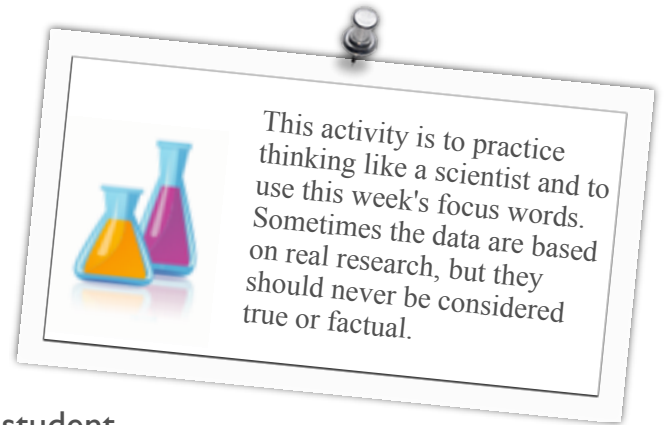 This activity is to practice
thinking like a scientist and to
use this week's focus words.
Sometimes the data are based
on real research, but they
should never be considered
true or factual.
student